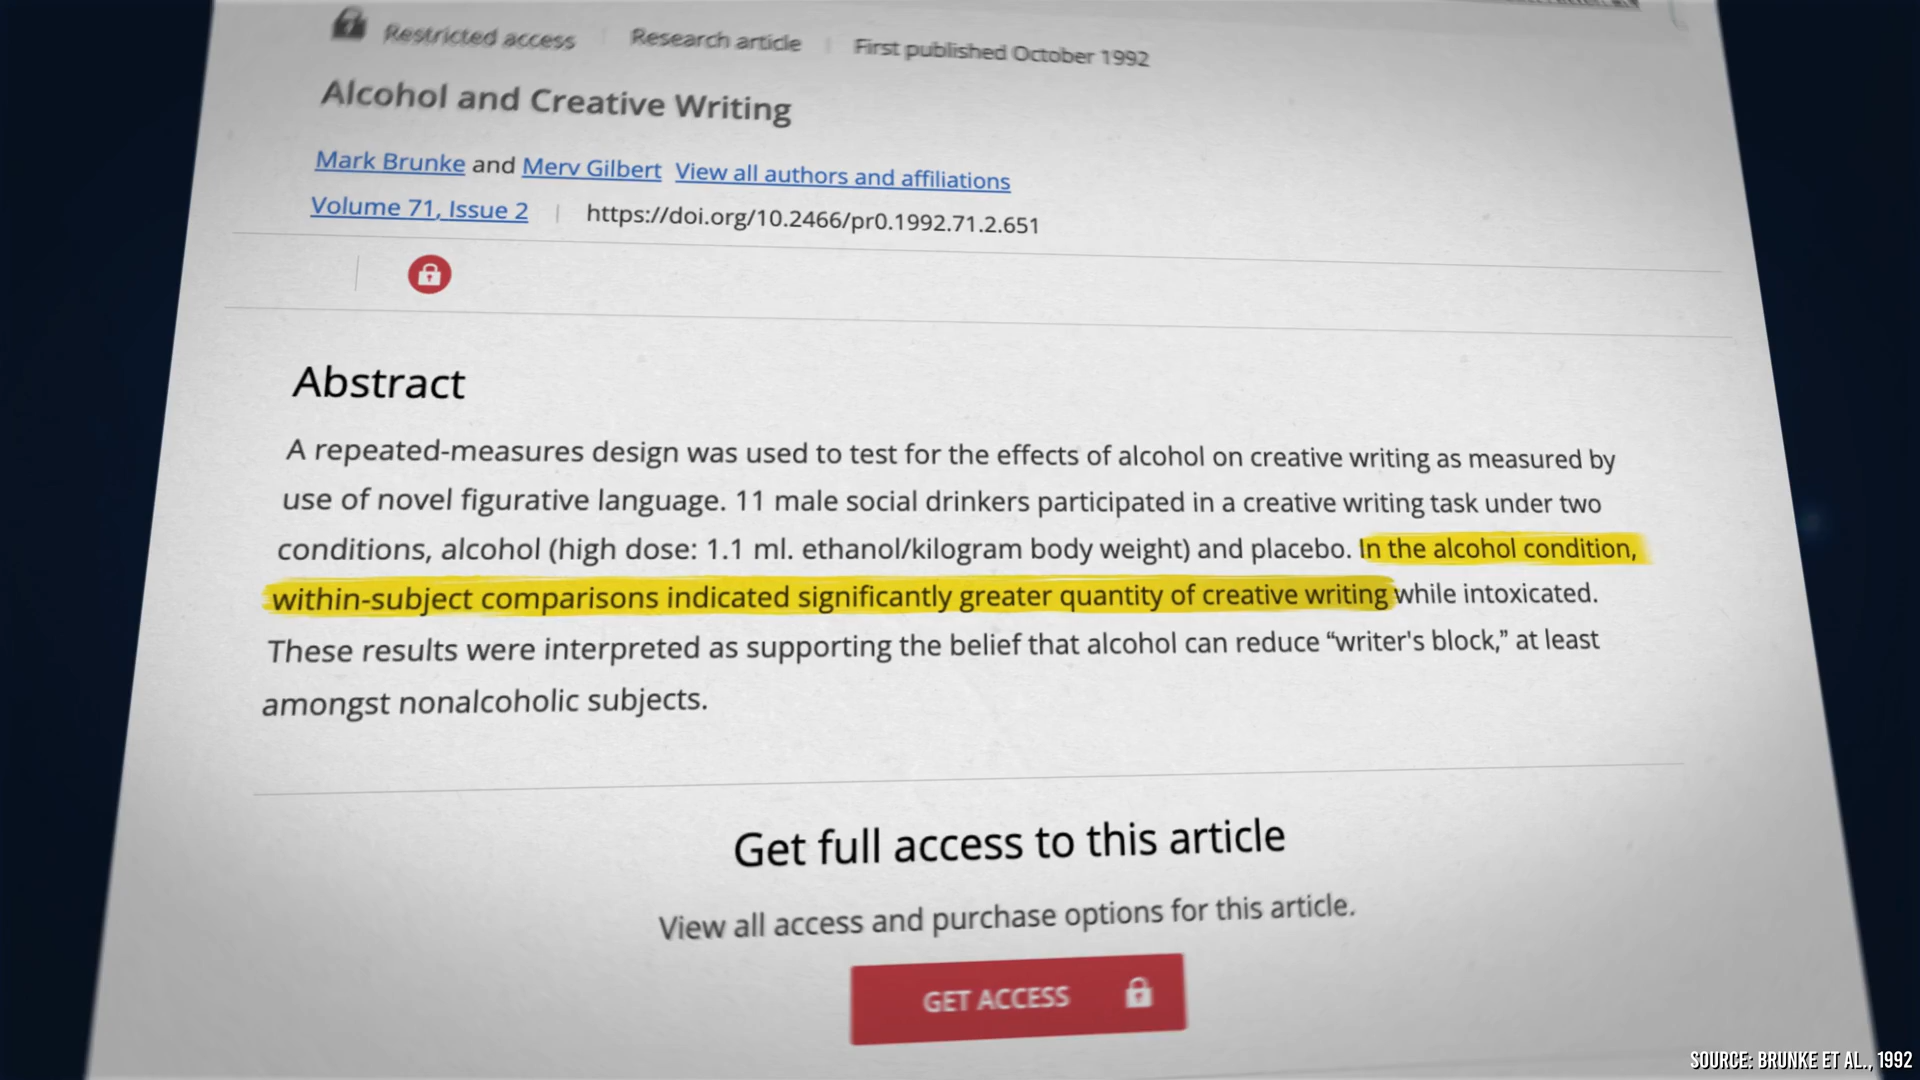 Restricted access | Research article | First published October 1992
Alcohol and Creative Writing
Mark Brunke and Merv Gilbert View all authors and affiliations
Volume 71, Issue 2 | https://doi.org/10.2466/pr0.1992.71.2.651
Abstract
A repeated-measures design was used to test for the effects of alcohol on creative writing as measured by
use of novel figurative language. 11 male social drinkers participated in a creative writing task under two
conditions, alcohol (high dose: 1.1 ml. ethanol/kilogram body weight) and placebo. In the alcohol condition,
within-subject comparisons indicated significantly greater quantity of creative writing while intoxicated.
These results were interpreted as supporting the belief that alcohol can reduce “writer's block,” at least
amongst nonalcoholic subjects.
Get full access to this article
View all access and purchase options for this article.
GET ACCESS
SOURCE: BRUNKE ET AL., 1992